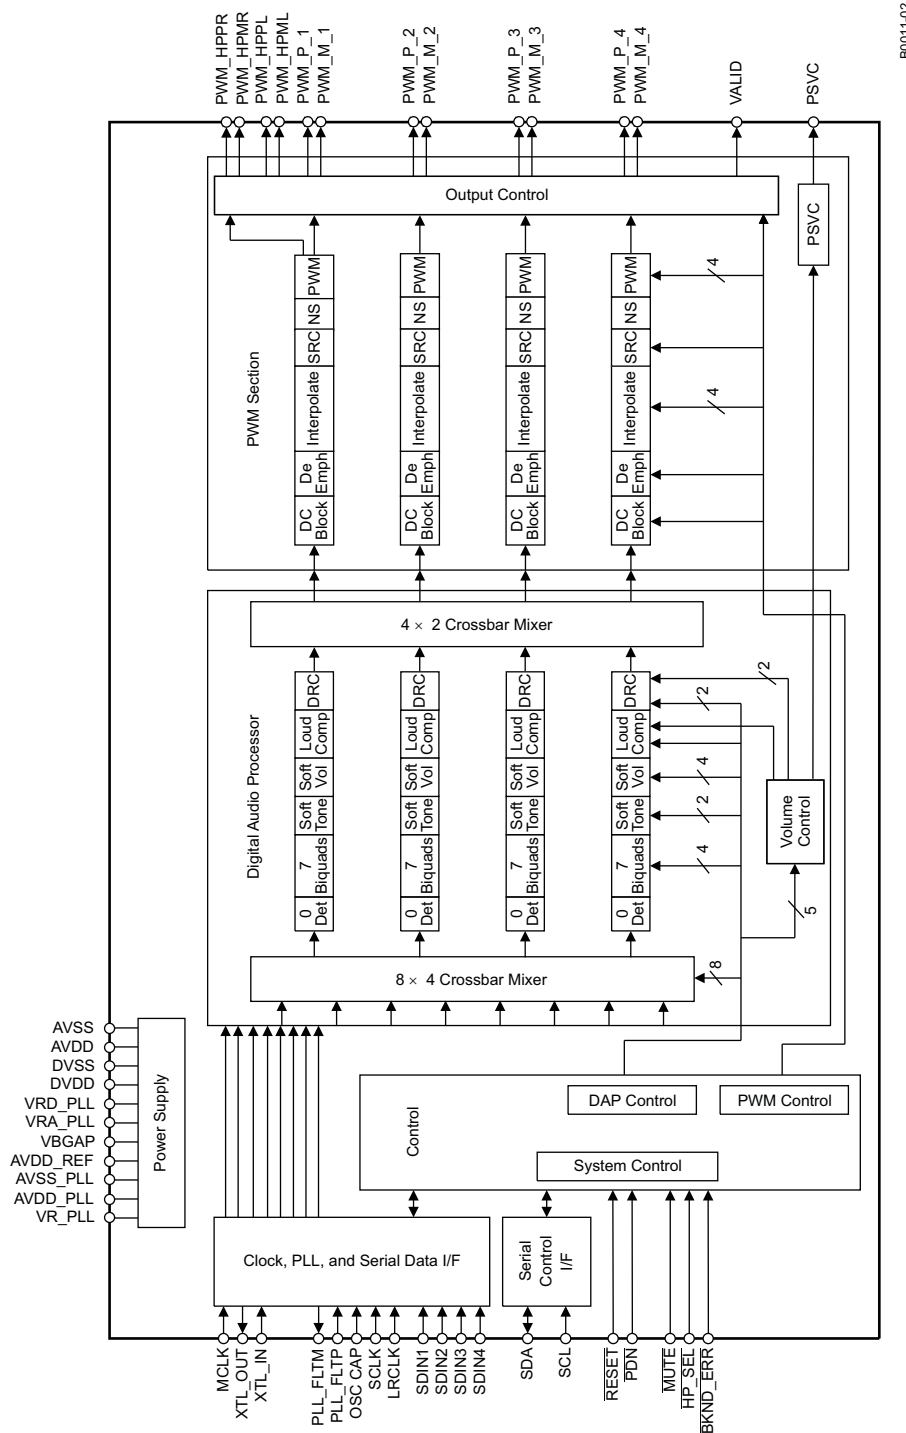 B0011-02
PWM_HPPR
PWM_HPMR
PWM_HPPL
PWM_HPML
PWM_P_1
PWM_M_1
PWM_P_2
PWM_M_2
PWM_P_3
PWM_M_3
PWM_P_4
PWM_M_4
VALID
PSVC
Output Control
PSVC
PWM Section
DC
Block
De
Emph
Interpolate
SRC
NS
PWM
DC
Block
De
Emph
Interpolate
SRC
NS
PWM
DC
Block
De
Emph
Interpolate
SRC
NS
PWM
DC
Block
De
Emph
Interpolate
SRC
NS
PWM
4
4
4 × 2 Crossbar Mixer
Digital Audio Processor
0
Det
7
Biquads
Soft
Tone
Soft
Vol
Loud
Comp
DRC
0
Det
7
Biquads
Soft
Tone
Soft
Vol
Loud
Comp
DRC
0
Det
7
Biquads
Soft
Tone
Soft
Vol
Loud
Comp
DRC
0
Det
7
Biquads
Soft
Tone
Soft
Vol
Loud
Comp
DRC
2
2
4
2
4
Volume
Control
5
8
8 × 4 Crossbar Mixer
AVSS
AVDD
DVSS
DVDD
VRD_PLL
VRA_PLL
VBGAP
AVDD_REF
AVSS_PLL
AVDD_PLL
VR_PLL
Power Supply
Control
DAP Control
PWM Control
System Control
Clock, PLL, and Serial Data I/F
Serial
Control
I/F
MCLK
XTL_OUT
XTL_IN
PLL_FLTM
PLL_FLTP
OSC CAP
SCLK
LRCLK
SDIN1
SDIN2
SDIN3
SDIN4
SDA
SCL
RESET
PDN
MUTE
HP_SEL
BKND_ERR